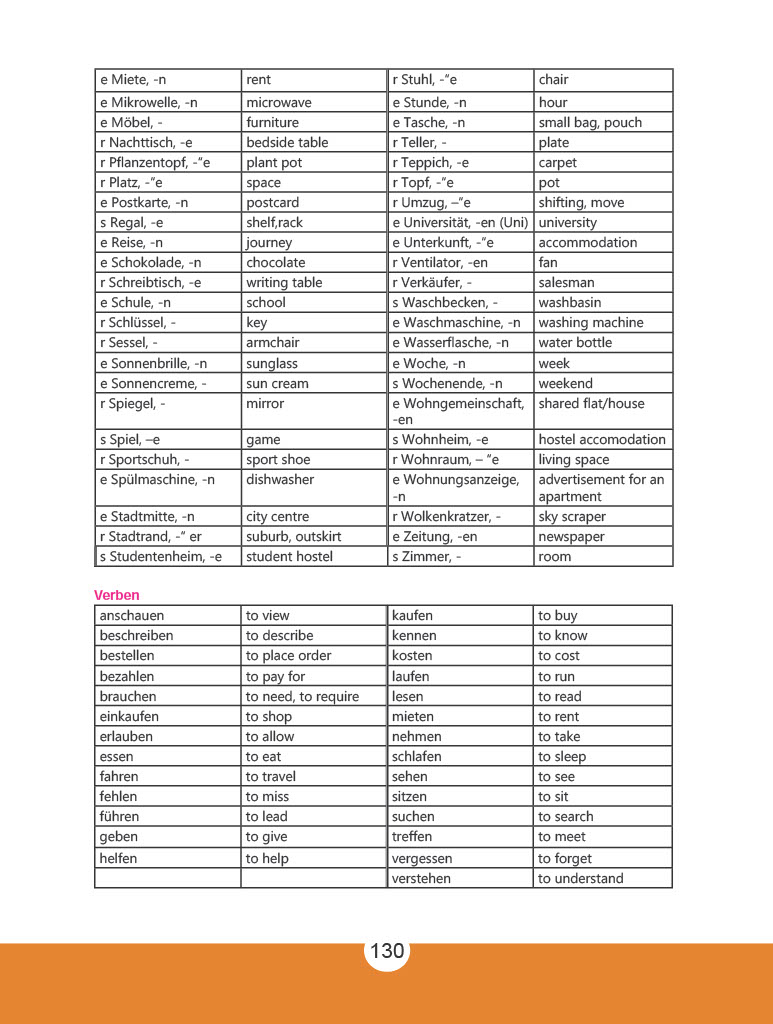 e Miete, -n rent r Stuhl, -“e chair
e Mikrowelle, -n microwave e Stunde, -n hour
e Möbel, - furniture e Tasche, -n small bag, pouch
r Nachttisch, -e bedside table r Teller, - plate
r Pflanzentopf, -“e plant pot r Teppich, -e carpet
r Platz, -“e space r Topf, -“e pot
e Postkarte, -n postcard r Umzug, –“e shifting, move
s Regal, -e shelf,rack e Universität, -en (Uni) university
e Reise, -n journey e Unterkunft, -“e accommodation
e Schokolade, -n chocolate r Ventilator, -en fan
r Schreibtisch, -e writing table r Verkäufer, - salesman
e Schule, -n school s Waschbecken, - washbasin
r Schlüssel, - key e Waschmaschine, -n washing machine
r Sessel, - armchair e Wasserflasche, -n water bottle
e Sonnenbrille, -n sunglass e Woche, -n week
e Sonnencreme, - sun cream s Wochenende, -n weekend
r Spiegel, - mirror e Wohngemeinschaft, shared flat/house
-en
s Spiel, –e game s Wohnheim, -e hostel accomodation
r Sportschuh, - sport shoe r Wohnraum, – “e living space
e Spülmaschine, -n dishwasher e Wohnungsanzeige, advertisement for an
-n apartment
e Stadtmitte, -n city centre r Wolkenkratzer, - sky scraper
r Stadtrand, -“ er suburb, outskirt e Zeitung, -en newspaper
s Studentenheim, -e student hostel s Zimmer, - room
Verben
anschauen to view kaufen to buy
beschreiben to describe kennen to know
bestellen to place order kosten to cost
bezahlen to pay for laufen to run
brauchen to need, to require lesen to read
einkaufen to shop mieten to rent
erlauben to allow nehmen to take
essen to eat schlafen to sleep
fahren to travel sehen to see
fehlen to miss sitzen to sit
führen to lead suchen to search
geben to give treffen to meet
helfen to help vergessen to forget
verstehen to understand
130